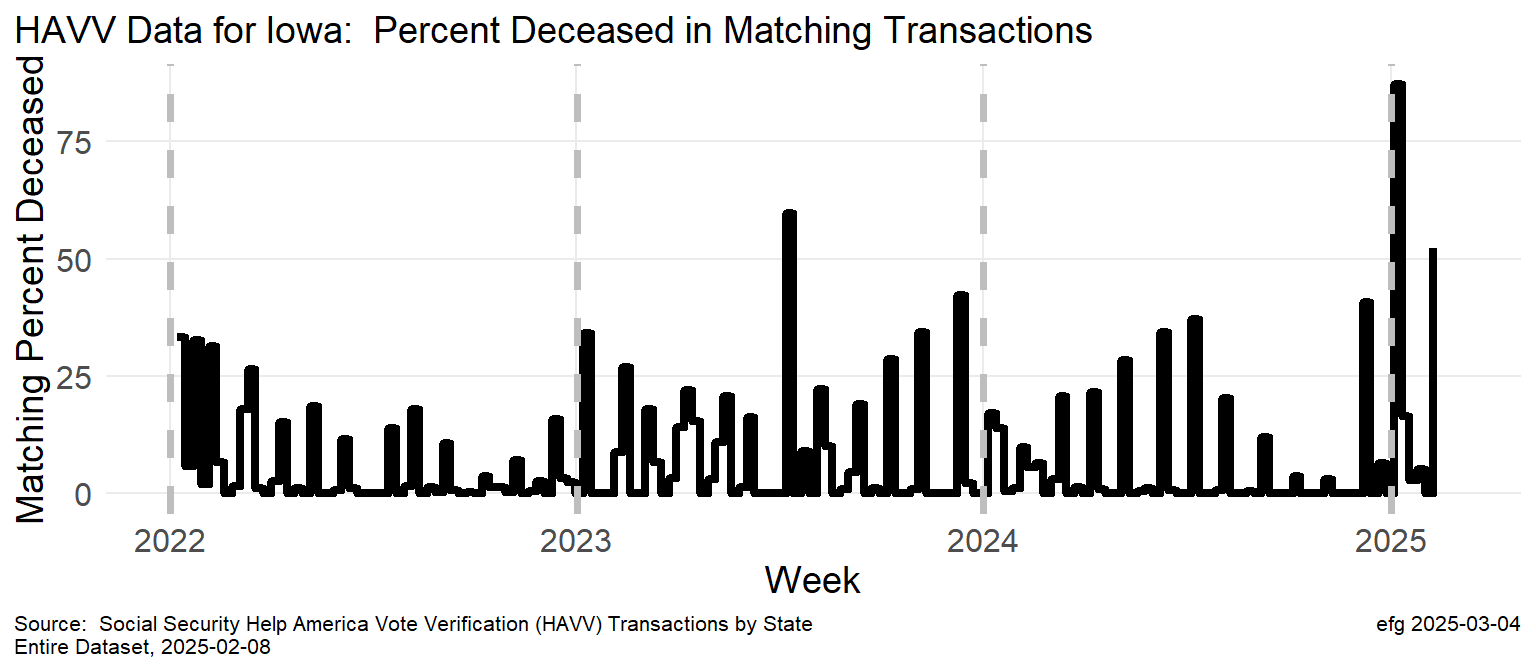 HAVV Data for Iowa:  Percent Deceased in Matching Transactions
Matching Percent Deceased
75
50
25
0
2022 2023 2024 2025
Week
Source:  Social Security Help America Vote Verification (HAVV) Transactions by State
Entire Dataset, 2025-02-08
efg 2025-03-04